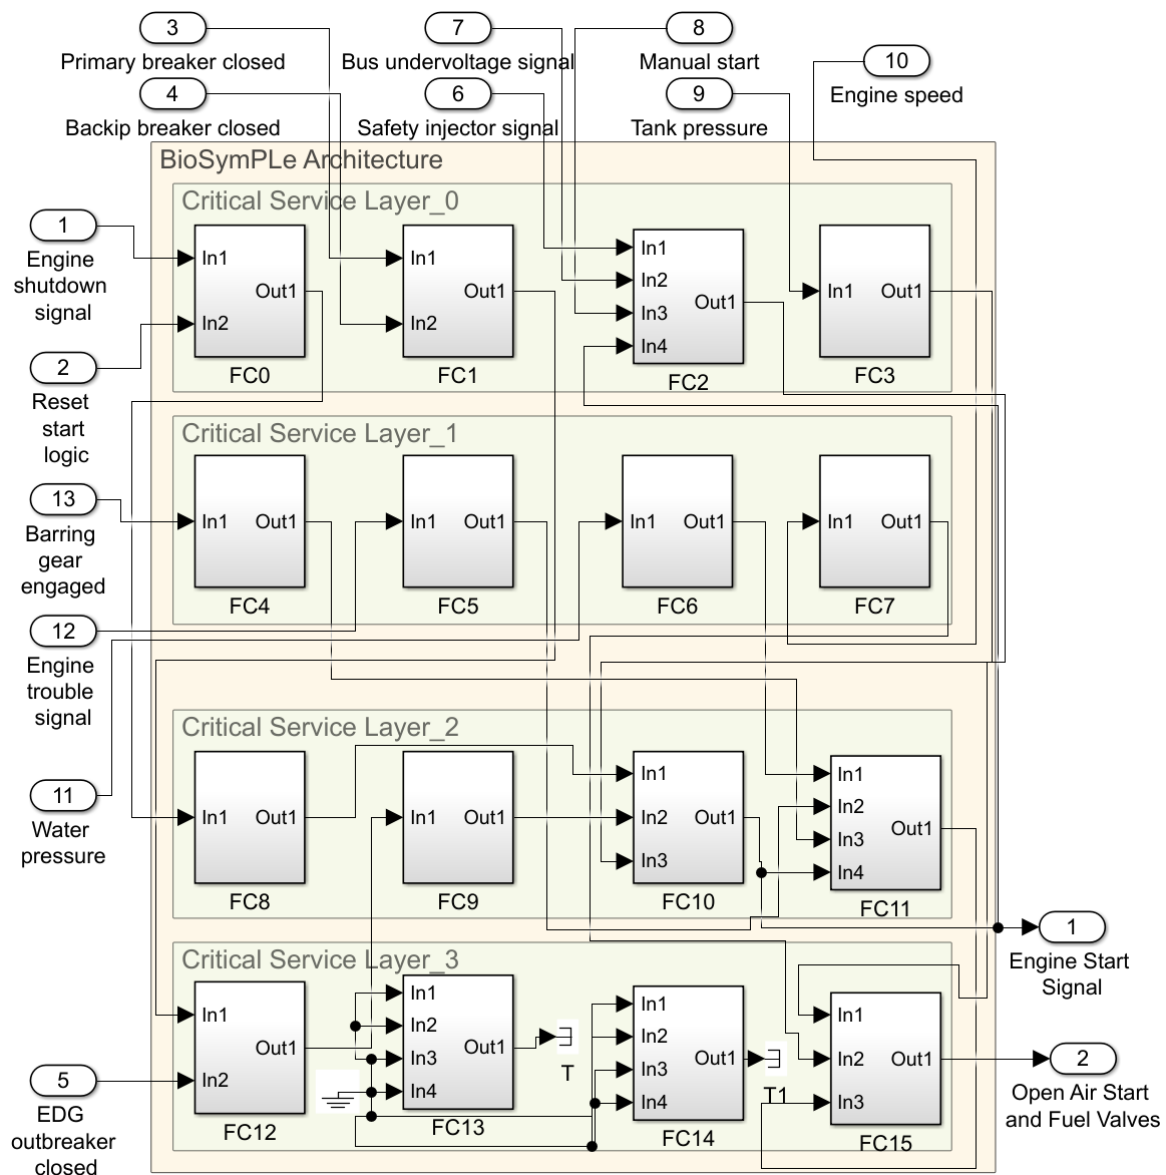 3
7
8
Primary breaker closed
Bus undervoltage signal
Manual start
10
Engine speed
4
6
9
Backip breaker closed
Safety injector signal
Tank pressure
BioSymPLe Architecture
Critical Service Layer_0
1
Engine
shutdown
signal
2
Reset
start
logic
In1
In2
Out1
FC0
In1
In2
Out1
FC1
In1
In2
In3
In4
Out1
FC2
In1
Out1
FC3
Critical Service Layer_1
13
Barring
gear
engaged
In1
Out1
FC4
In1
Out1
FC5
In1
Out1
FC6
In1
Out1
FC7
12
Engine
trouble
signal
Critical Service Layer_2
11
Water
pressure
In1
Out1
FC8
In1
Out1
FC9
In1
In2
In3
Out1
FC10
In1
In2
In3
In4
Out1
FC11
1
Engine Start
Signal
Critical Service Layer_3
5
EDG
outbreaker
closed
In1
In2
Out1
FC12
In1
In2
In3
In4
Out1
FC13
T
In1
In2
In3
In4
Out1
FC14
T1
In1
In2
In3
Out1
FC15
2
Open Air Start
and Fuel Valves